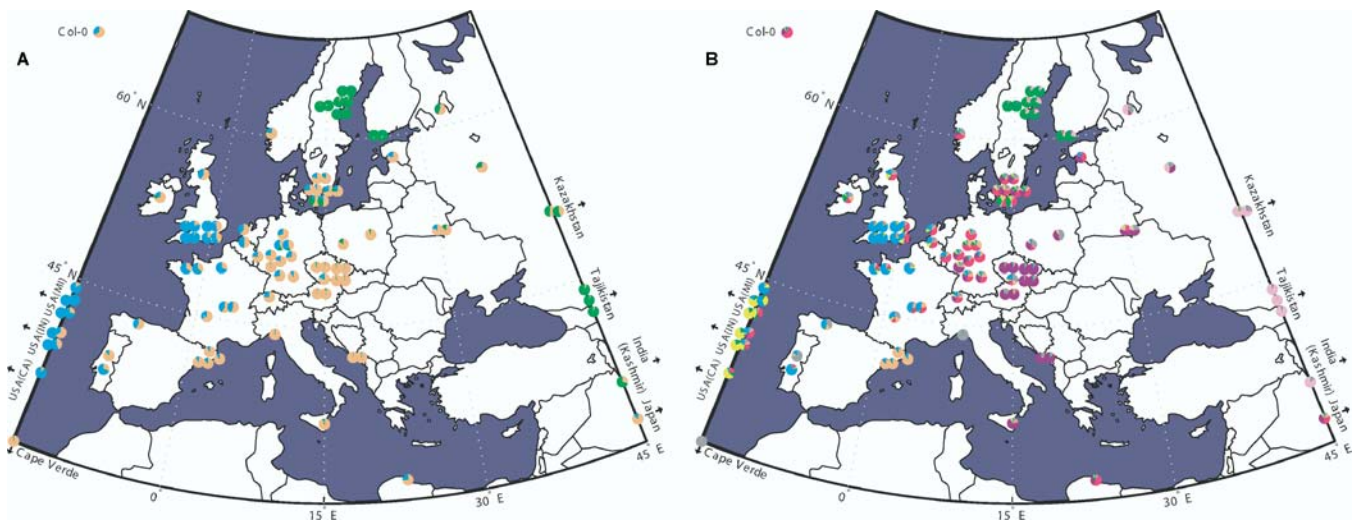 Col-0
A
60° N
45° N
USA(MI)
USA(IN)
USA(CA)
Cape Verde
0°
15° E
30° E
45° E
Kazakhstan
Tajikistan
India
(Kashmir)
Japan
Col-0
B
60° N
45° N
USA(MI)
USA(IN)
USA(CA)
Cape Verde
0°
15° E
30° E
45° E
Kazakhstan
Tajikistan
India
(Kashmir)
Japan